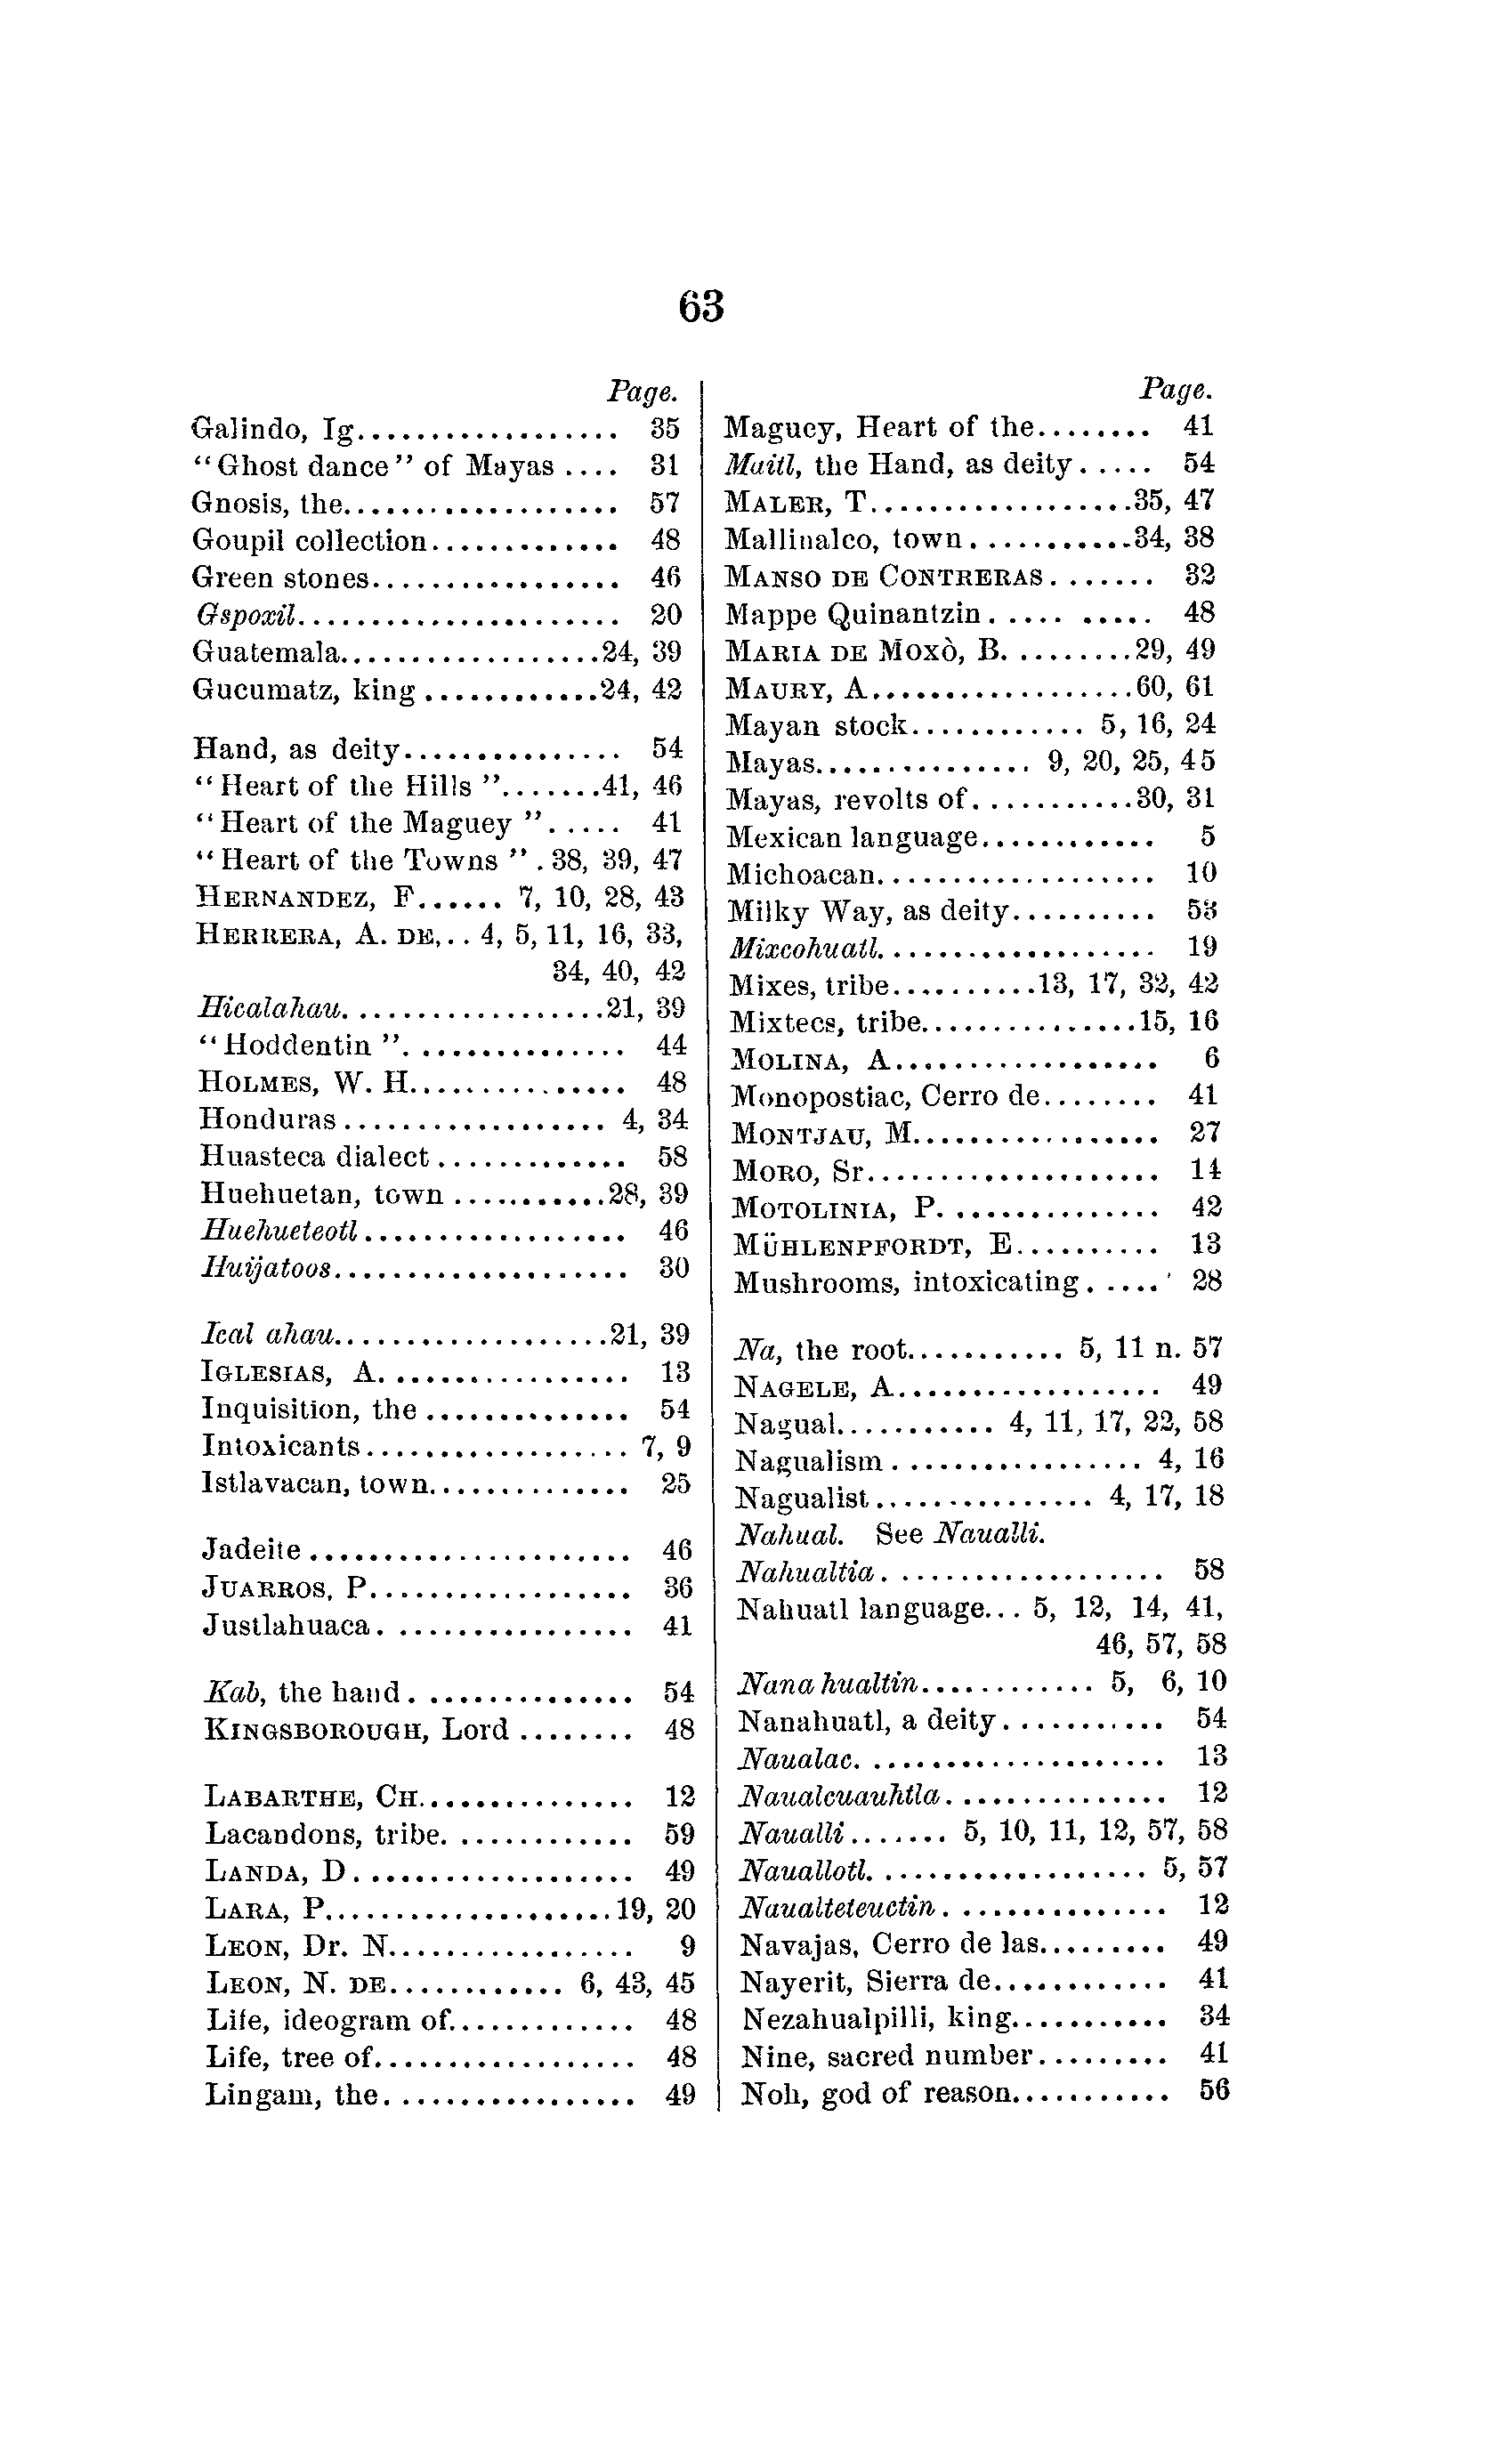 63
Page.
Galindo, Ig.................. 35
"Ghost dance" of Mayas .... 31
Gnosis, the................... 57
Goupil collection............. 48
Green stones................. 46
Gspoxil...................... 20
Guatemala..................24, 39
Gucumatz, king ............24, 42
Hand, as deity............... 54
"Heart of the Hills ".......41, 46
"Heart of the Maguey "..... 41
"Heart of the Towns ".38, 39, 47
HERNANDEZ, F...... 7, 10, 28, 43
HERRERA, A. DE,.. 4, 5, 11, 16, 33,
34, 40, 42
Hicalahau..................21, 39
"Hoddentin "............... 44
HOLMES, W. H............... 48
Honduras.................. 4, 34
Huasteca dialect............. 58
Huehuetan, town ...........28, 39
Huehueteotl.................. 46
Huijatoos.................... 30
Ical ahau...................21, 39
IGLESIAS, A................. 13
Inquisition, the.............. 54
Intoxicants.................. 7, 9
Istlavacan, town.............. 25
Jadeite...................... 46
JUARROS, P.................. 36
Justlahuaca................. 41
Kab, the hand............... 54
KINGSBOROUGH, Lord ........ 48
LABARTHE, CH............... 12
Lacandons, tribe............. 59
LANDA, D................... 49
LARA, P....................19, 20
LEON, Dr. N................. 9
LEON, N. DE............ 6, 43, 45
Life, ideogram of............. 48
Life, tree of.................. 48
Lingam, the................. 49
Page.
Maguey, Heart of the........ 41
Maitl, the Hand, as deity..... 54
MALER, T..................35, 47
Mallinalco, town...........34, 38
MANSO DE CONTRERAS....... 32
Mappe Quinantzin..... ..... 48
MARIA DE MOXÒ, B.........29, 49
MAURY, A..................60, 61
Mayan stock............ 5, 16, 24
Mayas............... 9, 20, 25, 45
Mayas, revolts of...........30, 31
Mexican language............ 5
Michoacan................... 10
Milky Way, as deity.......... 53
Mixcohuatl................... 19
Mixes, tribe..........13, 17, 32, 42
Mixtecs, tribe...............15, 16
MOLINA, A.................. 6
Monopostiac, Cerro de........ 41
MONTJAU, M................. 27
MORO, Sr.................... 14
MOTOLINIA, P............... 42
MÜHLENPFORDT, E.......... 13
Mushrooms, intoxicating..... 28
Na, the root........... 5, 11 n. 57
NAGELE, A.................. 49
Nagual........... 4, 11, 17, 22, 58
Nagualism................. 4, 16
Nagualist............... 4, 17, 18
Nahual. See Naualli.
Nahualtia................... 58
Nahuatl language... 5, 12, 14, 41,
46, 57, 58
Nanahualtin............ 5, 6, 10
Nanahuatl, a deity........... 54
Naualac..................... 13
Naualcuauhtla............... 12
Naualli....... 5, 10, 11, 12, 57, 58
Nauallotl................... 5, 57
Naualteteuctin............... 12
Navajas, Cerro de las......... 49
Nayerit, Sierra de............ 41
Nezahualpilli, king........... 34
Nine, sacred number......... 41
Noh, god of reason........... 56